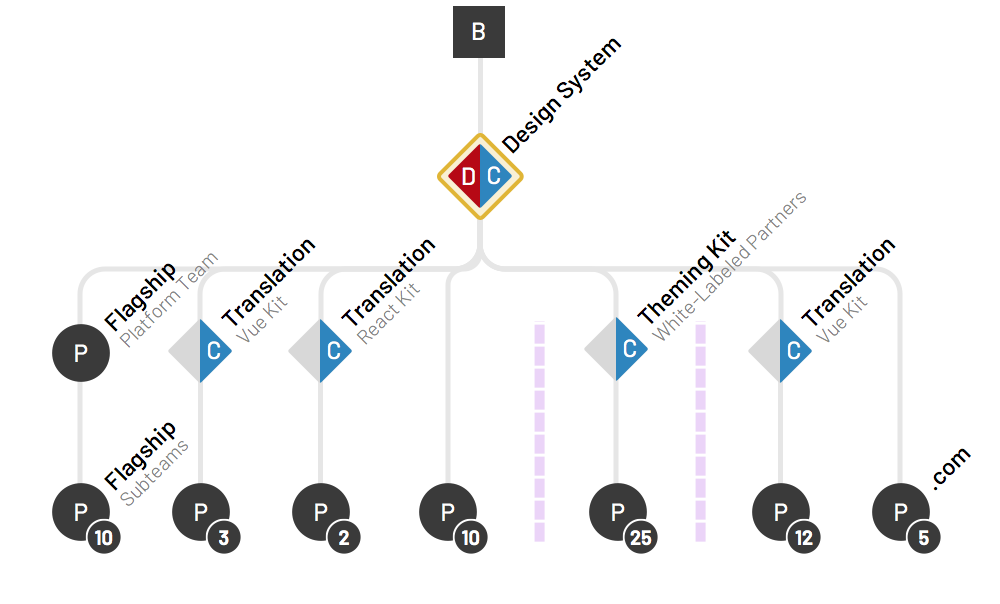 B
Design System
D C
Flagship
Platform Team
Translation
Vue Kit
Translation
React Kit
Theming Kit
White-Labeled Partners
Translation
Vue Kit
P
C
C
C
C
Flagship
Subteams
.com
P 10
P 3
P 2
P 10
P 25
P 12
P 5